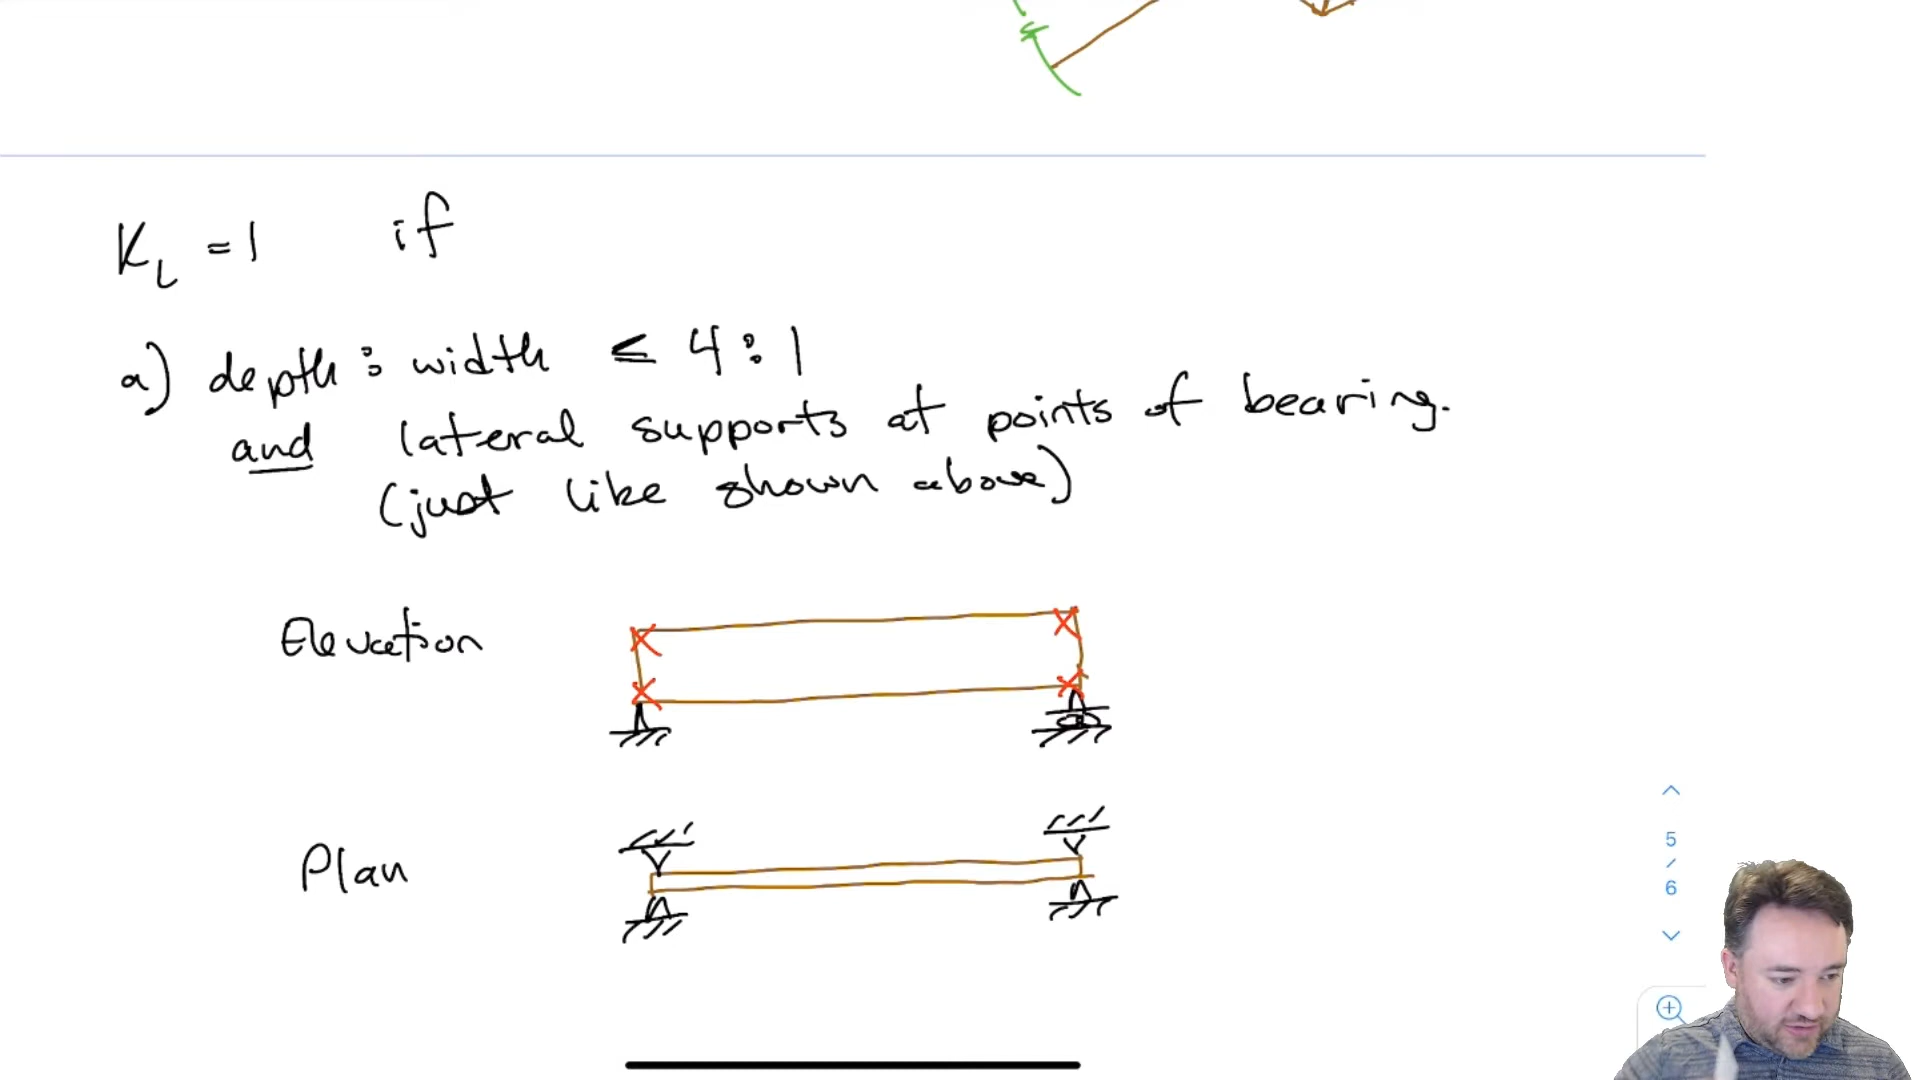 K_L = 1 if
a) depth : width ≤ 4 : 1
and lateral supports at points of bearing.
(just like shown above)
Elevation
Plan
5
/
6